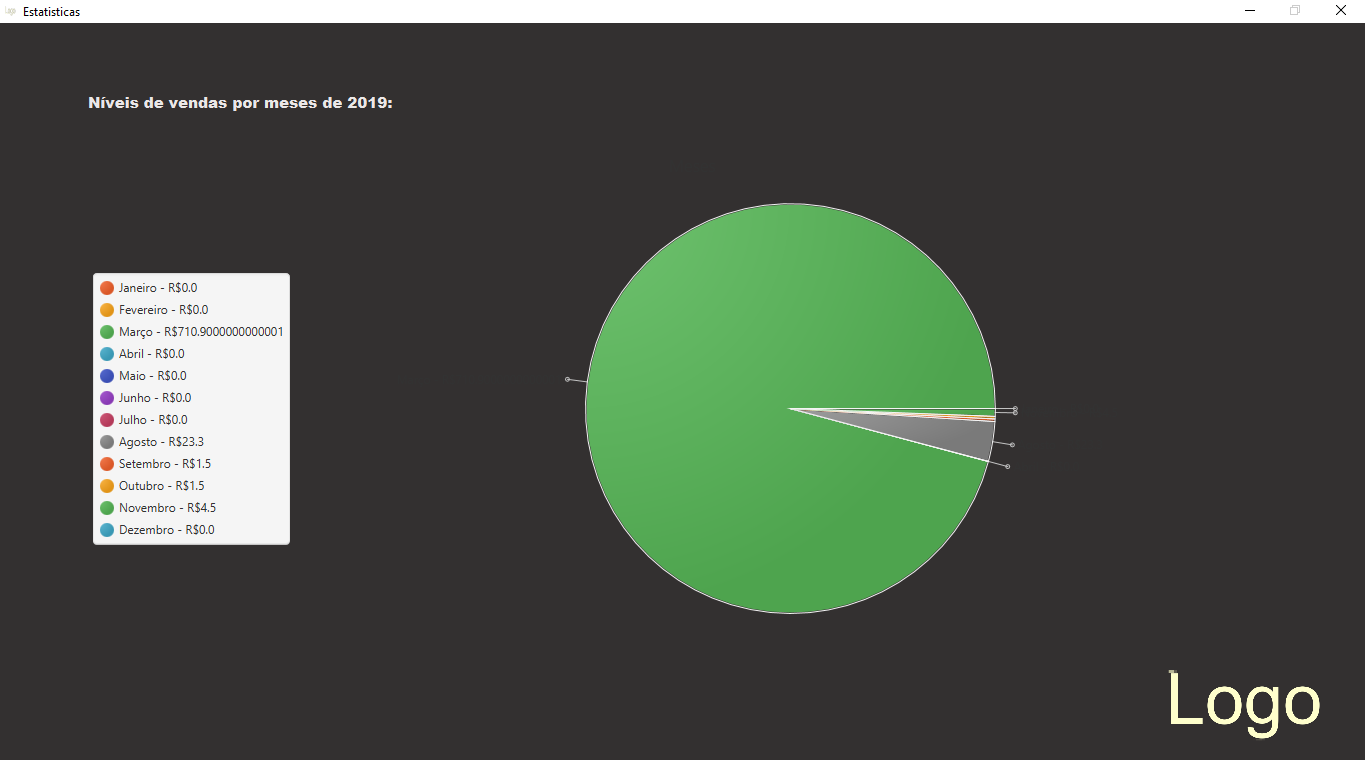 Estatisticas
Níveis de vendas por meses de 2019:
Janeiro - R$0.0
Fevereiro - R$0.0
Março - R$710.9000000000001
Abril - R$0.0
Maio - R$0.0
Junho - R$0.0
Julho - R$0.0
Agosto - R$23.3
Setembro - R$1.5
Outubro - R$1.5
Novembro - R$4.5
Dezembro - R$0.0
Logo